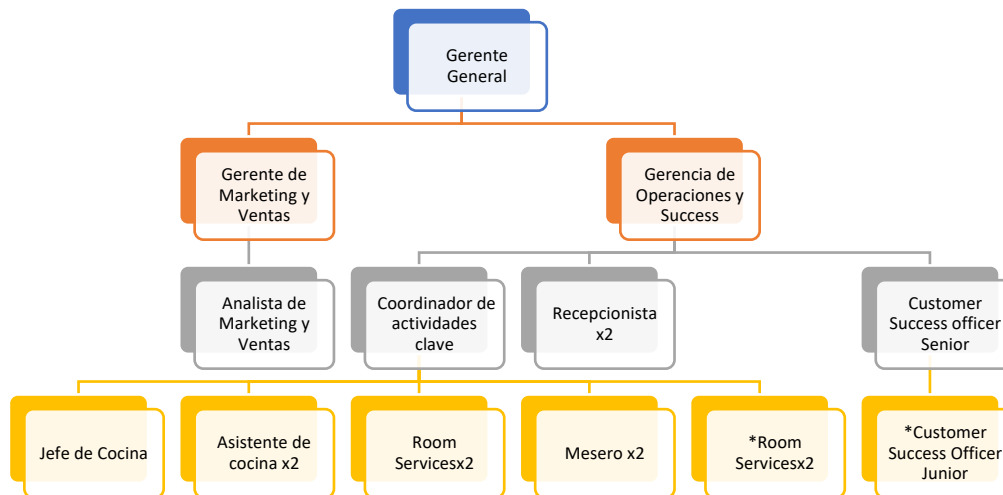 Gerente
General
Gerente de
Marketing y
Ventas
Gerencia de
Operaciones y
Success
Analista de
Marketing y
Ventas
Coordinador de
actividades
clave
Recepcionista
x2
Customer
Success officer
Senior
Jefe de Cocina
Asistente de
cocina x2
Room
Servicesx2
Mesero x2
*Room
Servicesx2
*Customer
Success Officer
Junior